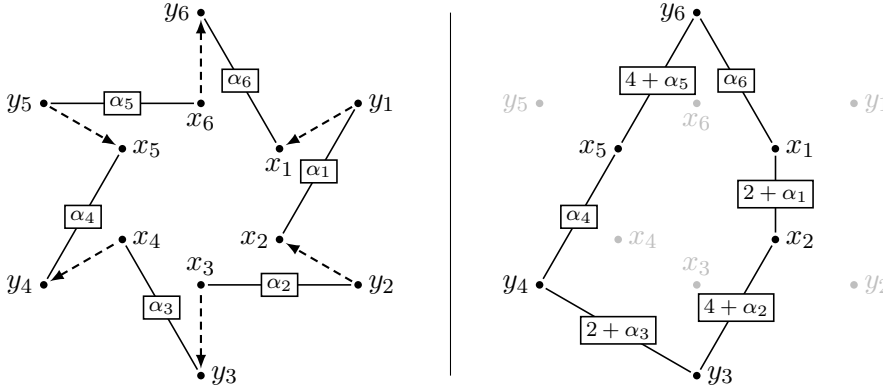 y₆
α₆
y₅
α₅
x₆
y₁
x₅
x₁
α₁
α₄
x₄
x₂
y₄
α₃
x₃
α₂
y₂
y₃
y₆
4 + α₅
α₆
y₅
x₆
y₁
x₅
x₁
2 + α₁
α₄
x₄
x₂
y₄
x₃
4 + α₂
y₂
2 + α₃
y₃